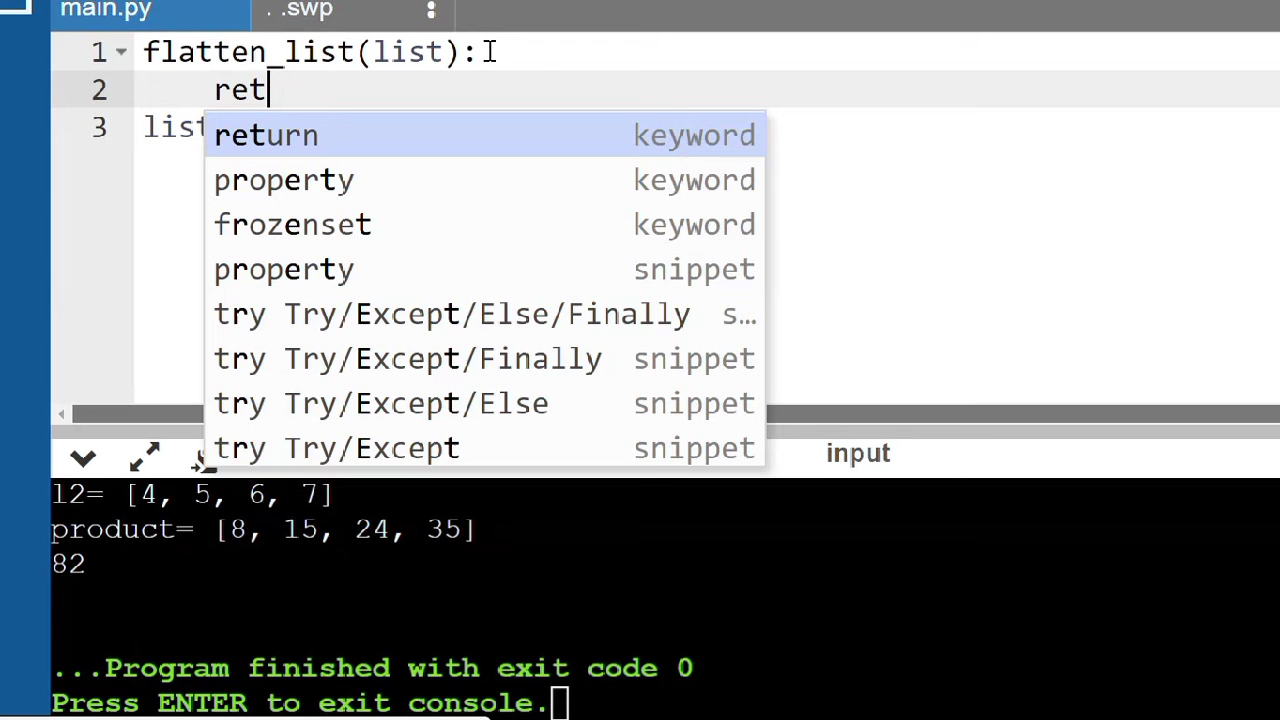 main.py
. .swp
1 flatten_list(list):
2 ret
3 list
return keyword
property keyword
frozenset keyword
property snippet
try Try/Except/Else/Finally s…
try Try/Except/Finally snippet
try Try/Except/Else snippet
try Try/Except snippet
input
l2= [4, 5, 6, 7]
product= [8, 15, 24, 35]
82
...Program finished with exit code 0
Press ENTER to exit console.